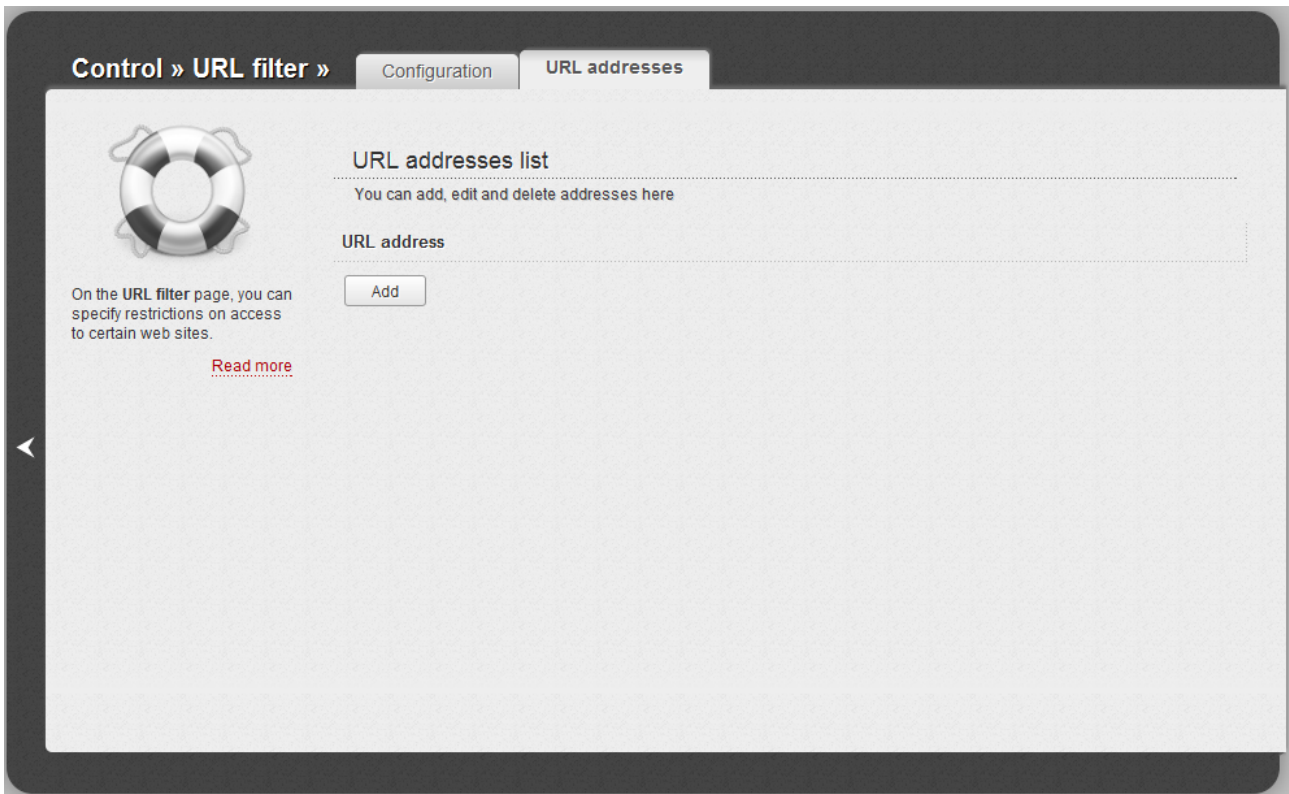 Control » URL filter »
Configuration
URL addresses
URL addresses list
You can add, edit and delete addresses here
URL address
Add
On the URL filter page, you can
specify restrictions on access
to certain web sites.
Read more